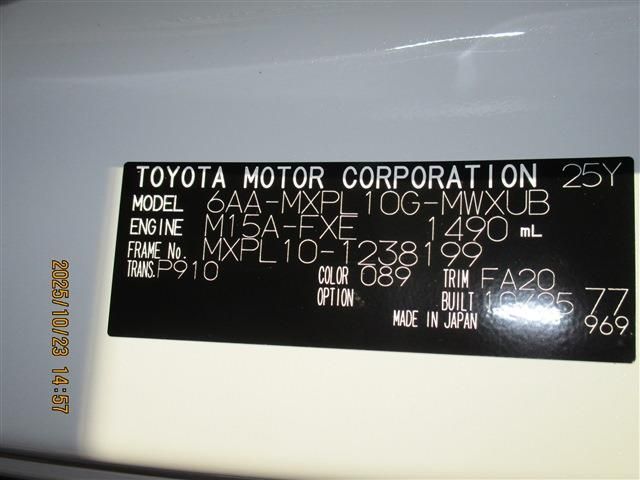 TOYOTA MOTOR CORPORATION 25Y
MODEL 6AA-MXPL10G-MWXUB
ENGINE M15A-FXE 1490 mL
FRAME No. MXPL10-1238199
TRANS. P910 COLOR 089 TRIM FA20
OPTION BUILT 77
MADE IN JAPAN 969
2025/10/23 14:57